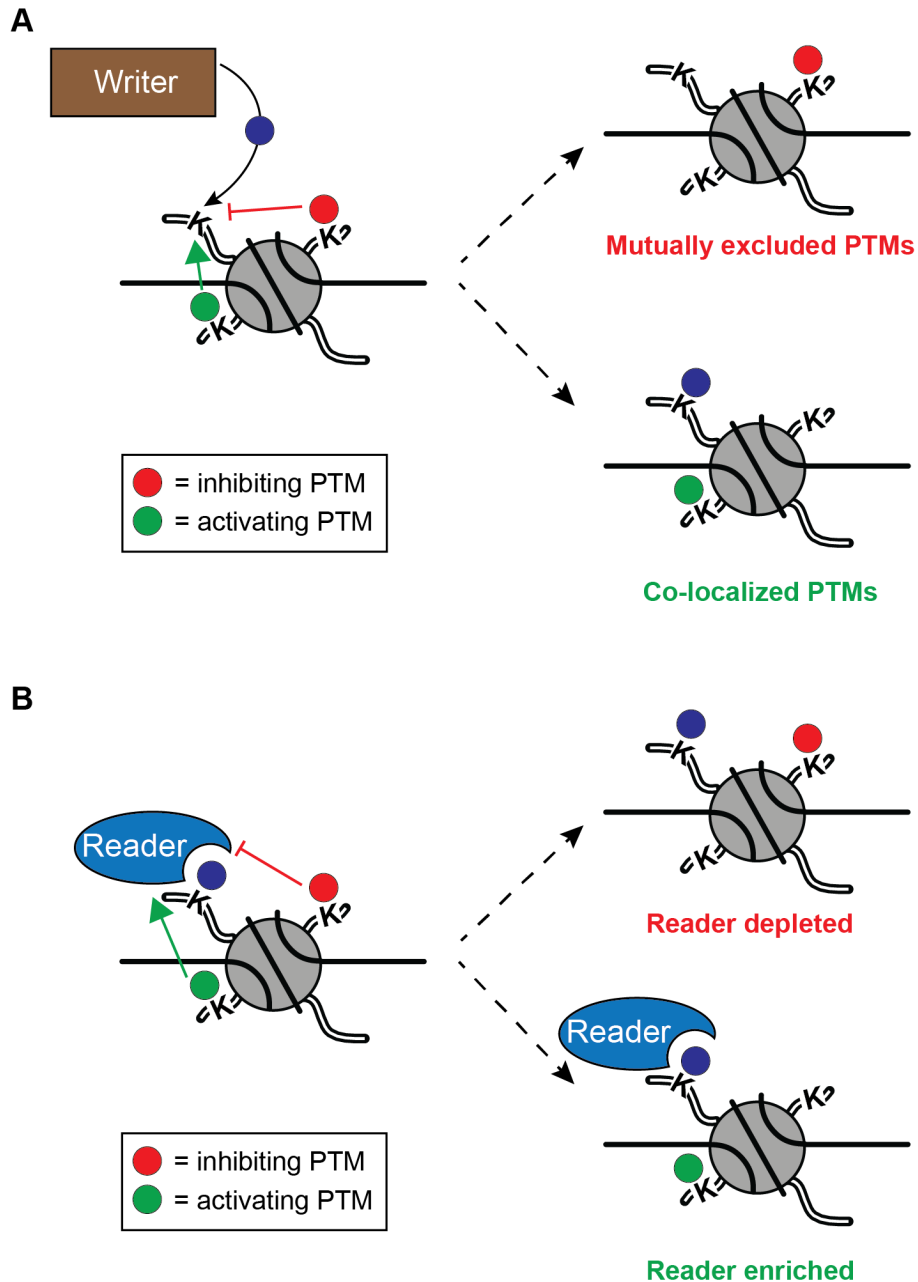 A
Writer
K
K
K
K
K
Mutually excluded PTMs
= inhibiting PTM
= activating PTM
K
K
K
Co-localized PTMs
B
Reader
K
K
K
K
K
K
Reader depleted
= inhibiting PTM
= activating PTM
Reader
K
K
K
Reader enriched